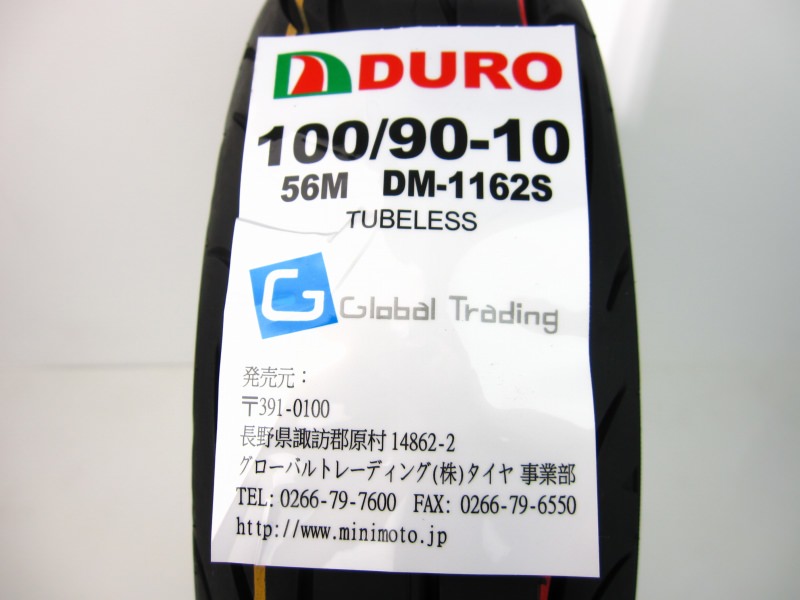 DURO
100/90-10
56M DM-1162S
TUBELESS
G Global Trading
発売元：
〒391-0100
長野県諏訪郡原村 14862-2
グローバルトレーディング(株)タイヤ 事業部
TEL: 0266-79-7600 FAX: 0266-79-6550
http://www.minimoto.jp